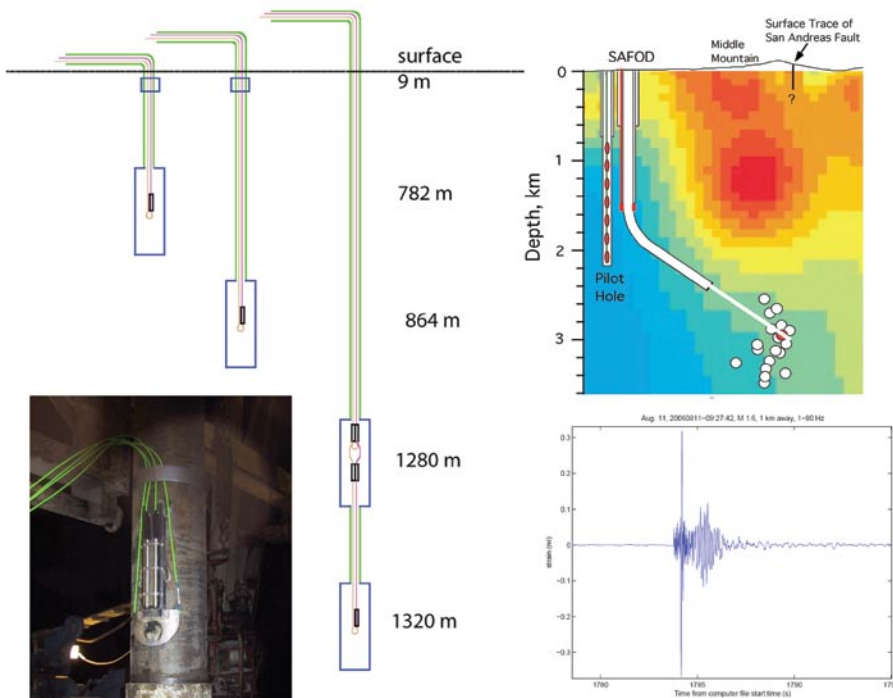 surface
9 m
782 m
864 m
1280 m
1320 m
Surface Trace of
San Andreas Fault
SAFOD
Middle
Mountain
?
0
1
2
3
Depth, km
Pilot
Hole
Aug. 11, 20060811--09:27:42, M 1.6, 1 km away, 1-80 Hz
0.3
0.2
0.1
0
-0.1
-0.2
-0.3
1780
1785
1790
Time from computer file start time (s)